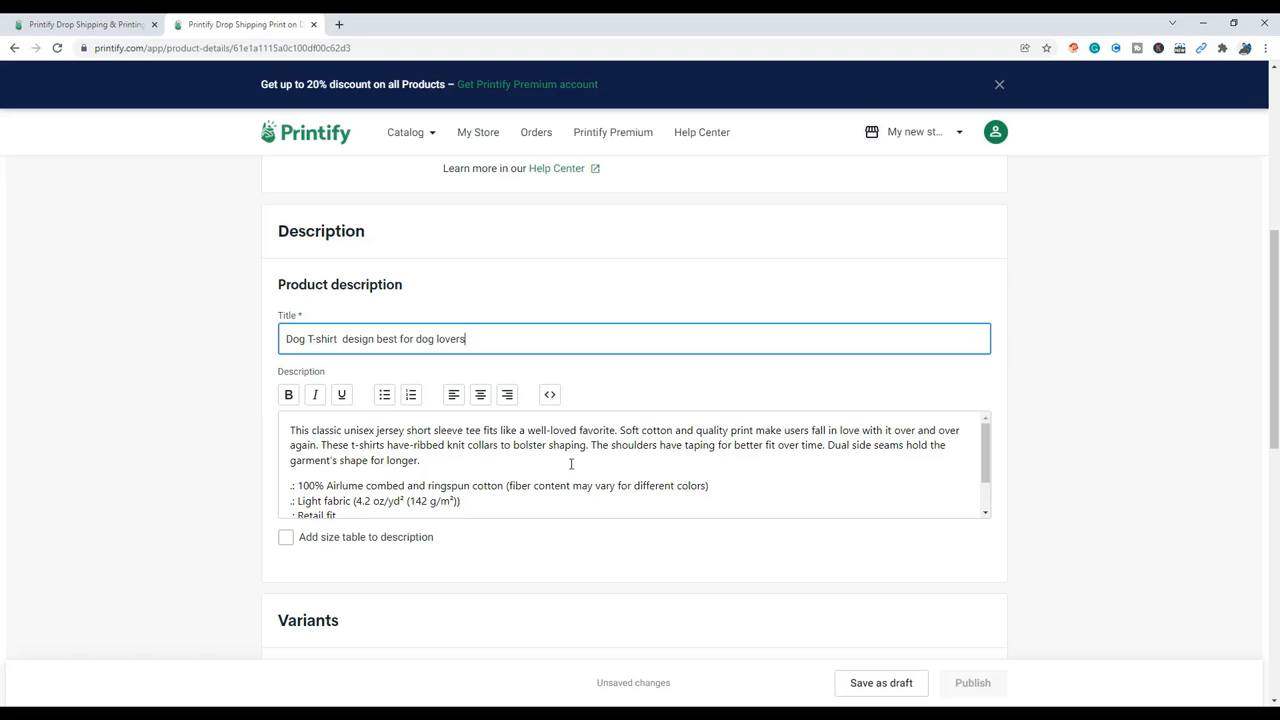 Printify Drop Shipping & Printing
Printify Drop Shipping Print on D
printify.com/app/product-details/61e1a1115a0c100df00c62d3
Get up to 20% discount on all Products – Get Printify Premium account
Printify
Catalog
My Store
Orders
Printify Premium
Help Center
My new st...
Learn more in our Help Center
Description
Product description
Title *
Dog T-shirt  design best for dog lovers
Description
B I U
This classic unisex jersey short sleeve tee fits like a well-loved favorite. Soft cotton and quality print make users fall in love with it over and over
again. These t-shirts have-ribbed knit collars to bolster shaping. The shoulders have taping for better fit over time. Dual side seams hold the
garment's shape for longer.
.: 100% Airlume combed and ringspun cotton (fiber content may vary for different colors)
.: Light fabric (4.2 oz/yd² (142 g/m²))
.: Retail fit
Add size table to description
Variants
Unsaved changes
Save as draft
Publish